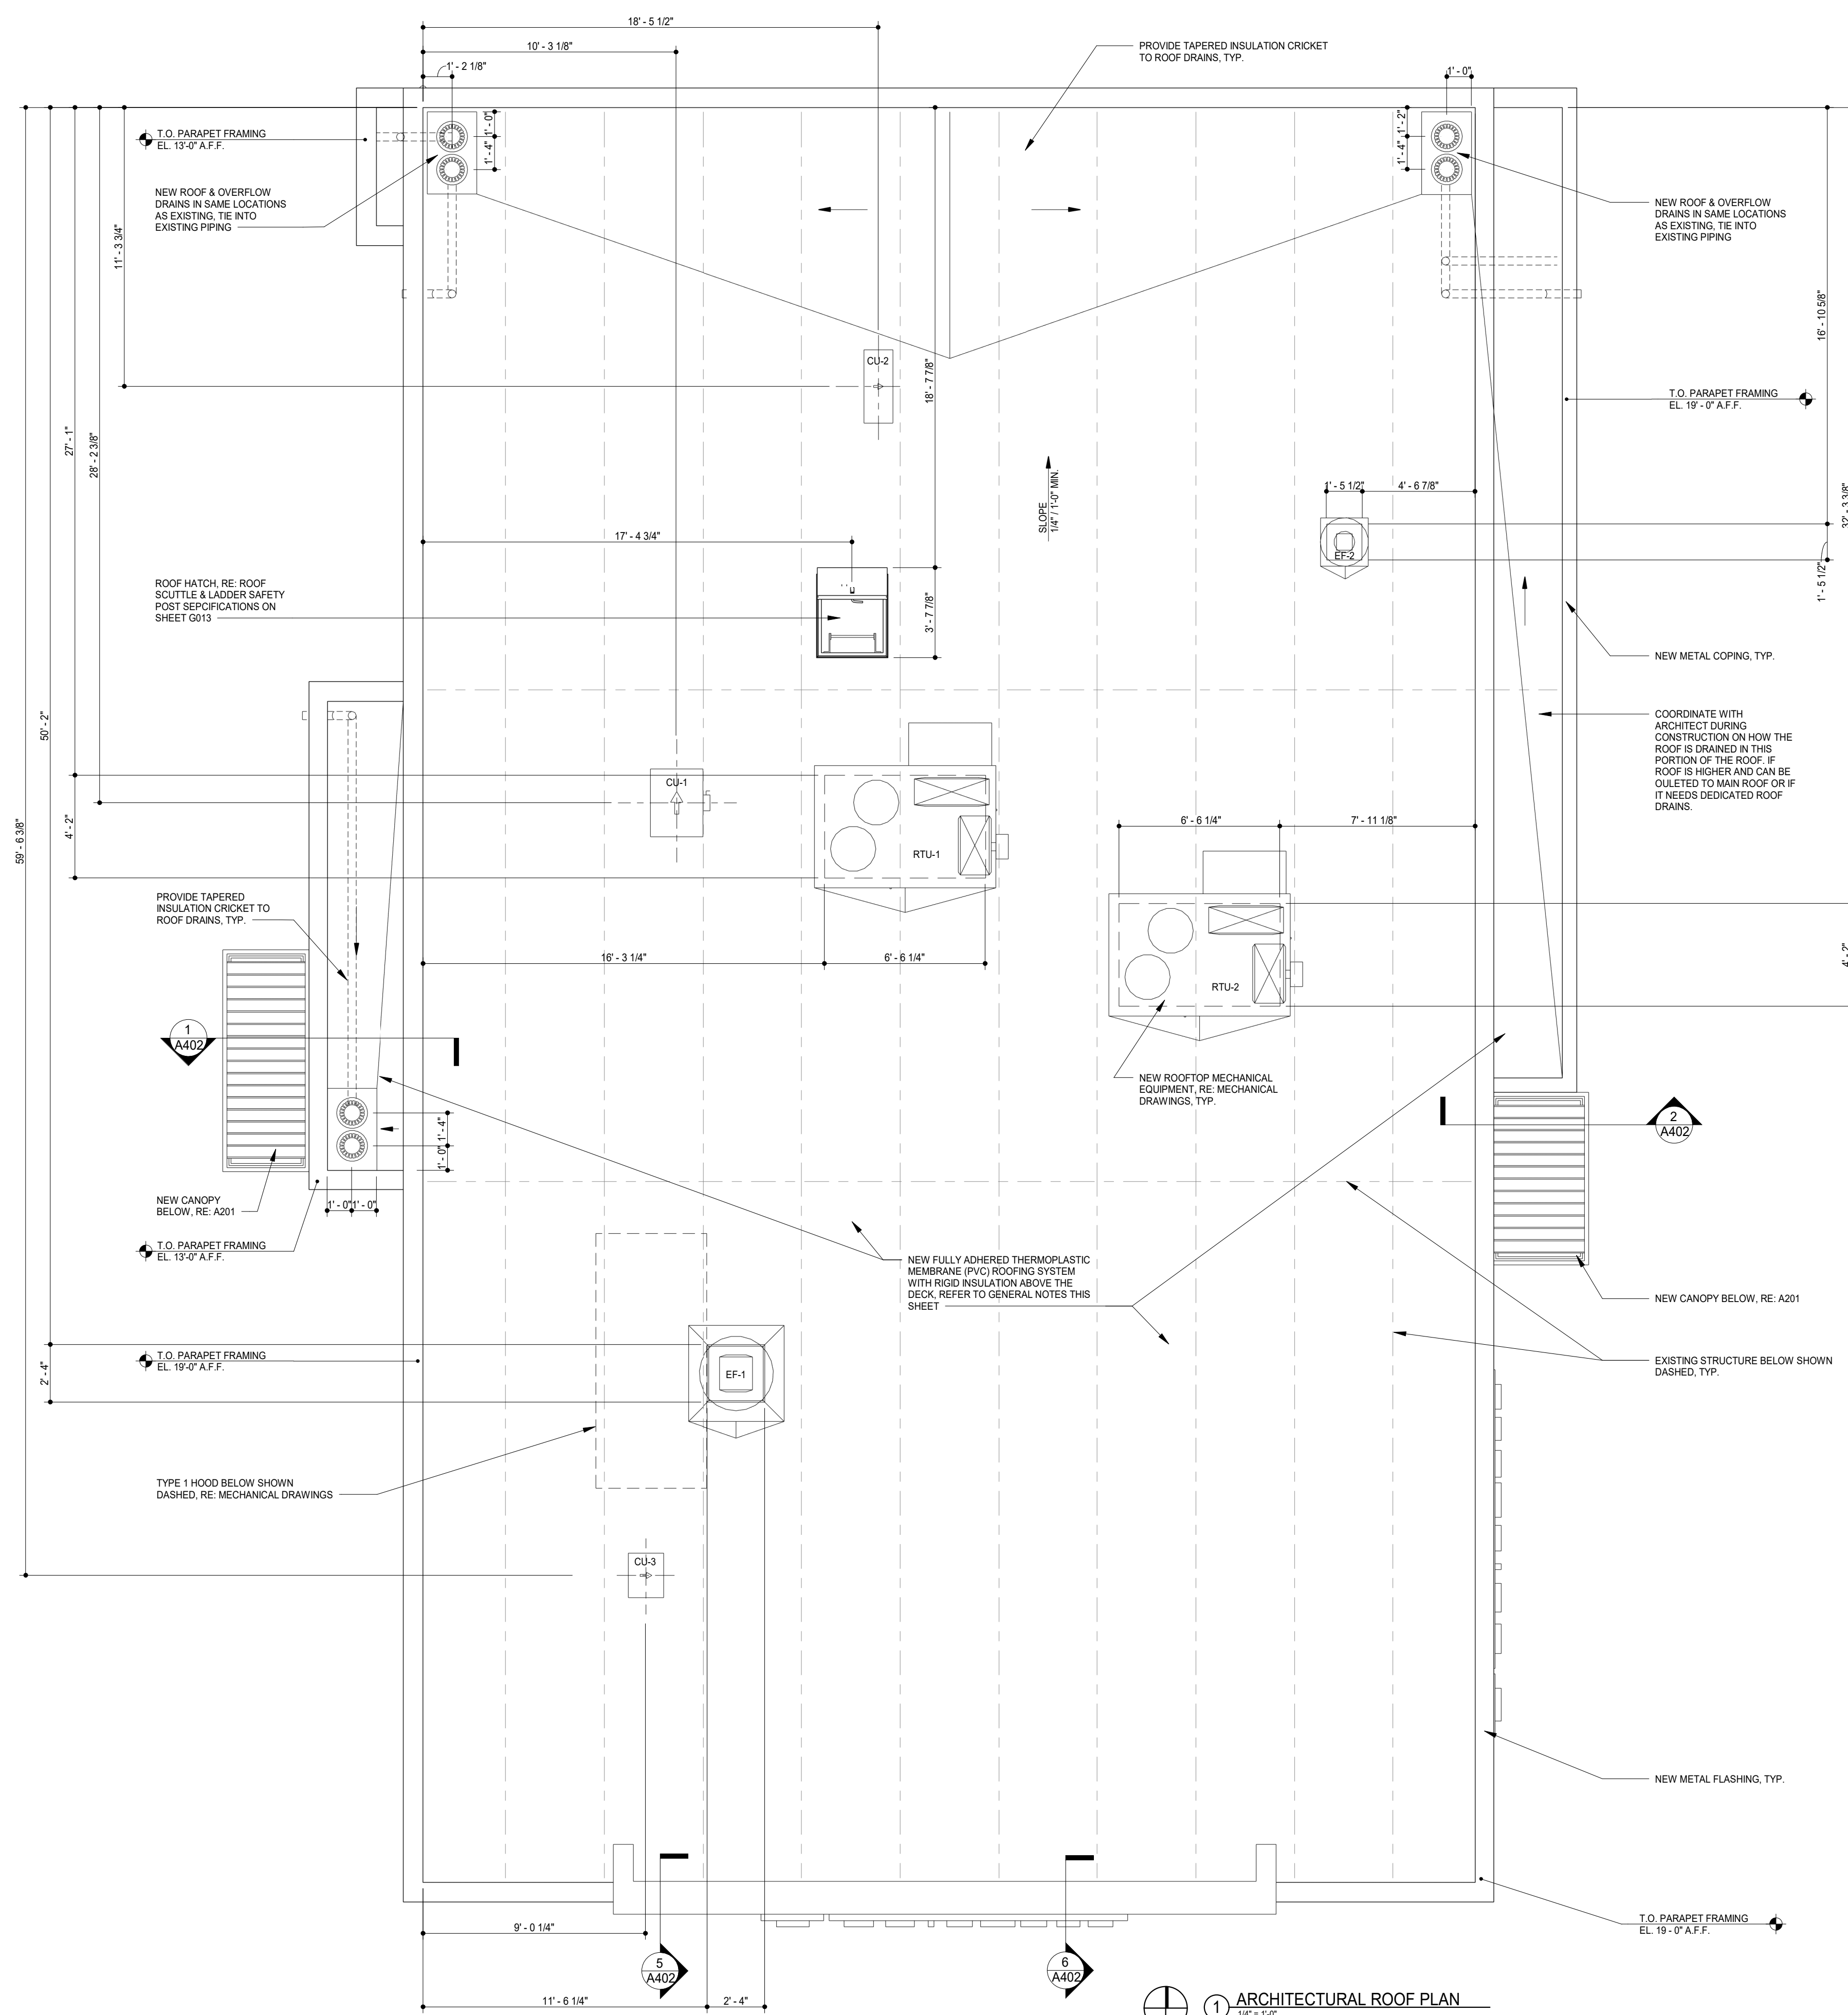 18' - 5 1/2"
10' - 3 1/8"
1' - 2 1/8"
PROVIDE TAPERED INSULATION CRICKET
TO ROOF DRAINS, TYP.
1' - 0"
T.O. PARAPET FRAMING
EL. 13'-0" A.F.F.
1' - 0"
1' - 4"
1' - 2"
1' - 4"
NEW ROOF & OVERFLOW
DRAINS IN SAME LOCATIONS
AS EXISTING, TIE INTO
EXISTING PIPING
NEW ROOF & OVERFLOW
DRAINS IN SAME LOCATIONS
AS EXISTING, TIE INTO
EXISTING PIPING
11' - 3 3/4"
16' - 10 5/8"
CU-2
18' - 7 7/8"
T.O. PARAPET FRAMING
EL. 19' - 0" A.F.F.
27' - 1"
28' - 2 3/8"
SLOPE
1/4" / 1'-0" MIN.
1' - 5 1/2"
4' - 6 7/8"
32' - 3 3/8"
17' - 4 3/4"
EF-2
1' - 5 1/2"
ROOF HATCH, RE: ROOF
SCUTTLE & LADDER SAFETY
POST SEPCIFICATIONS ON
SHEET G013
3' - 7 7/8"
NEW METAL COPING, TYP.
50' - 2"
COORDINATE WITH
ARCHITECT DURING
CONSTRUCTION ON HOW THE
ROOF IS DRAINED IN THIS
PORTION OF THE ROOF. IF
ROOF IS HIGHER AND CAN BE
OULETED TO MAIN ROOF OR IF
IT NEEDS DEDICATED ROOF
DRAINS.
CU-1
59' - 6 3/8"
4' - 2"
6' - 6 1/4"
7' - 11 1/8"
RTU-1
PROVIDE TAPERED
INSULATION CRICKET TO
ROOF DRAINS, TYP.
16' - 3 1/4"
6' - 6 1/4"
4' - 2"
RTU-2
1
A402
NEW ROOFTOP MECHANICAL
EQUIPMENT, RE: MECHANICAL
DRAWINGS, TYP.
2
A402
1' - 4"
1' - 0"
NEW CANOPY
BELOW, RE: A201
1' - 0"
1' - 0"
T.O. PARAPET FRAMING
EL. 13'-0" A.F.F.
NEW FULLY ADHERED THERMOPLASTIC
MEMBRANE (PVC) ROOFING SYSTEM
WITH RIGID INSULATION ABOVE THE
DECK, REFER TO GENERAL NOTES THIS
SHEET
NEW CANOPY BELOW, RE: A201
T.O. PARAPET FRAMING
EL. 19'-0" A.F.F.
2' - 4"
EF-1
EXISTING STRUCTURE BELOW SHOWN
DASHED, TYP.
TYPE 1 HOOD BELOW SHOWN
DASHED, RE: MECHANICAL DRAWINGS
CU-3
NEW METAL FLASHING, TYP.
9' - 0 1/4"
T.O. PARAPET FRAMING
EL. 19 - 0" A.F.F.
5
A402
6
A402
11' - 6 1/4"
2' - 4"
1
ARCHITECTURAL ROOF PLAN
1/4" = 1'-0"